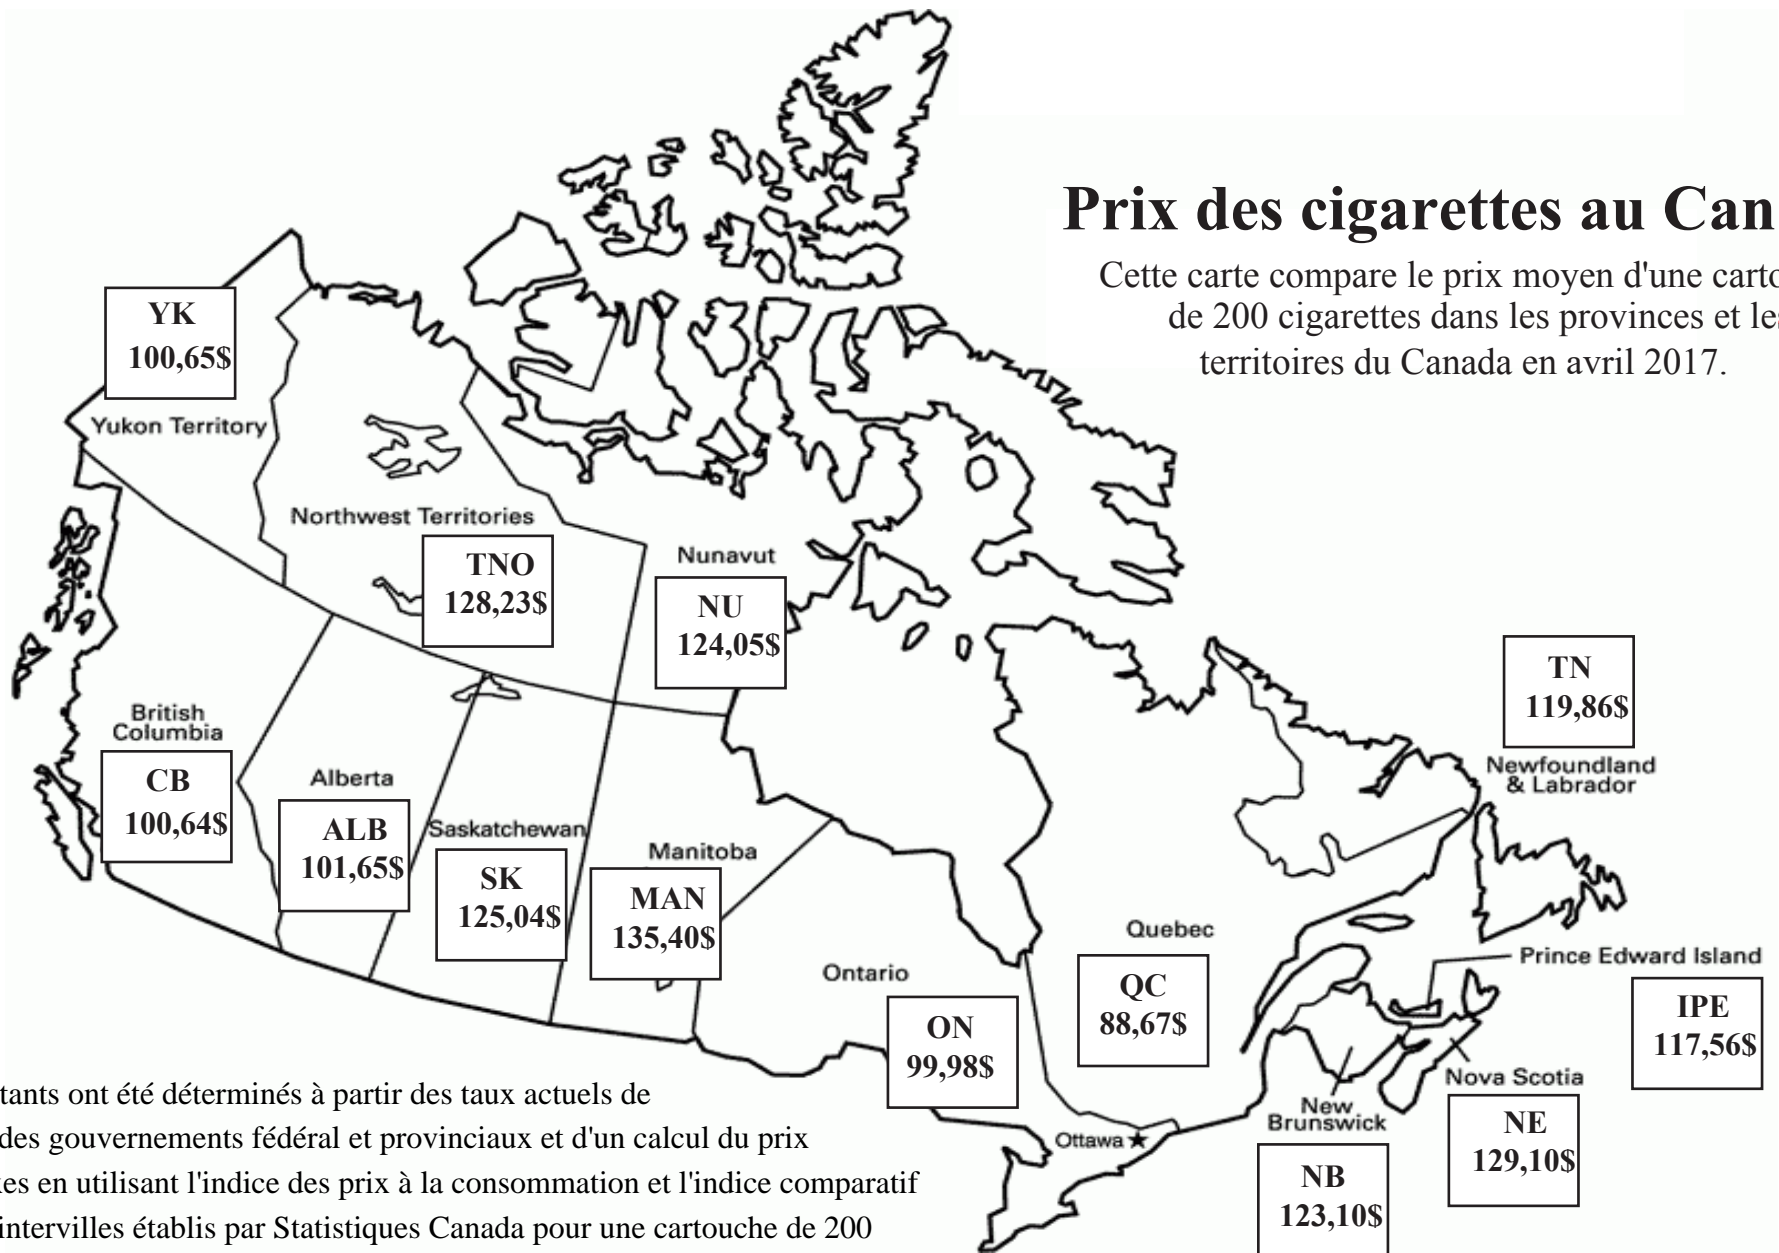 Prix des cigarettes au Can
Cette carte compare le prix moyen d'une carto
de 200 cigarettes dans les provinces et les
territoires du Canada en avril 2017.
YK
100,65$
Yukon Territory
Northwest Territories
TNO
128,23$
Nunavut
NU
124,05$
TN
119,86$
Newfoundland
& Labrador
British
Columbia
CB
100,64$
Alberta
ALB
101,65$
Saskatchewan
SK
125,04$
Manitoba
MAN
135,40$
Ontario
ON
99,98$
Quebec
QC
88,67$
Prince Edward Island
IPE
117,56$
Nova Scotia
NE
129,10$
New
Brunswick
NB
123,10$
Ottawa
tants ont été déterminés à partir des taux actuels de
des gouvernements fédéral et provinciaux et d'un calcul du prix
es en utilisant l'indice des prix à la consommation et l'indice comparatif
intervilles établis par Statistiques Canada pour une cartouche de 200